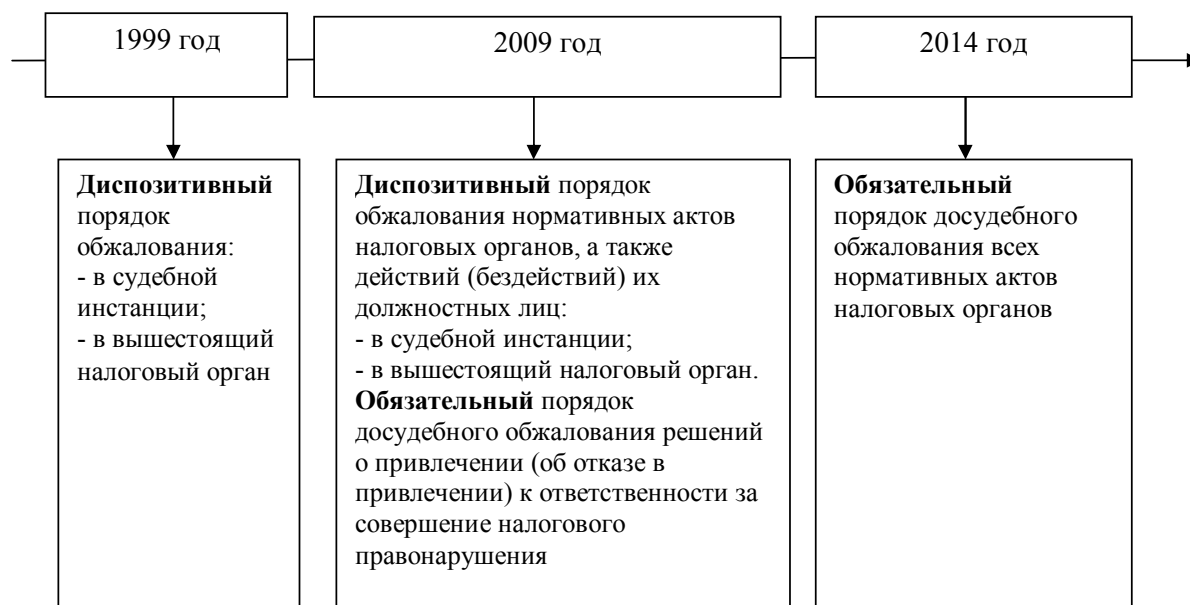 1999 год
2009 год
2014 год
Диспозитивный
порядок
обжалования:
- в судебной
инстанции;
- в вышестоящий
налоговый орган
Диспозитивный порядок
обжалования нормативных актов
налоговых органов, а также
действий (бездействий) их
должностных лиц:
- в судебной инстанции;
- в вышестоящий налоговый орган.
Обязательный порядок
досудебного обжалования решений
о привлечении (об отказе в
привлечении) к ответственности за
совершение налогового
правонарушения
Обязательный
порядок досудебного
обжалования всех
нормативных актов
налоговых органов